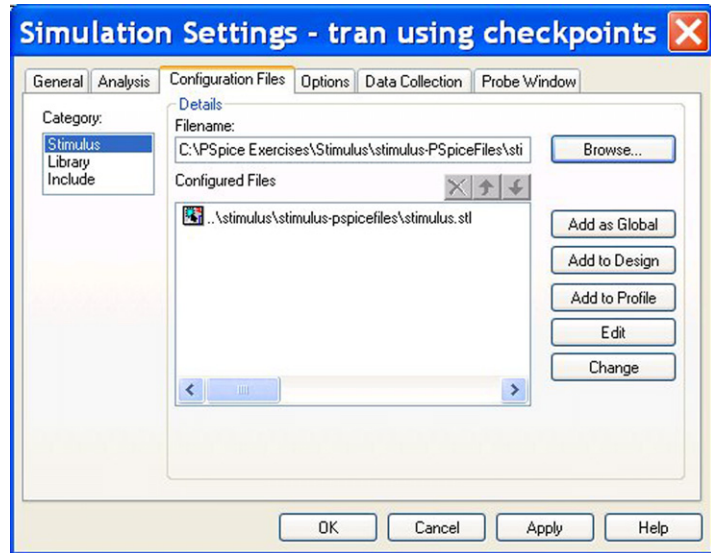 Simulation Settings - tran using checkpoints
General Analysis Configuration Files Options Data Collection Probe Window
Category:
Stimulus
Library
Include
Details
Filename:
C:\PSpice Exercises\Stimulus\stimulus-PSpiceFiles\sti
Browse...
Configured Files
..\stimulus\stimulus-pspicefiles\stimulus.stl
Add as Global
Add to Design
Add to Profile
Edit
Change
OK Cancel Apply Help